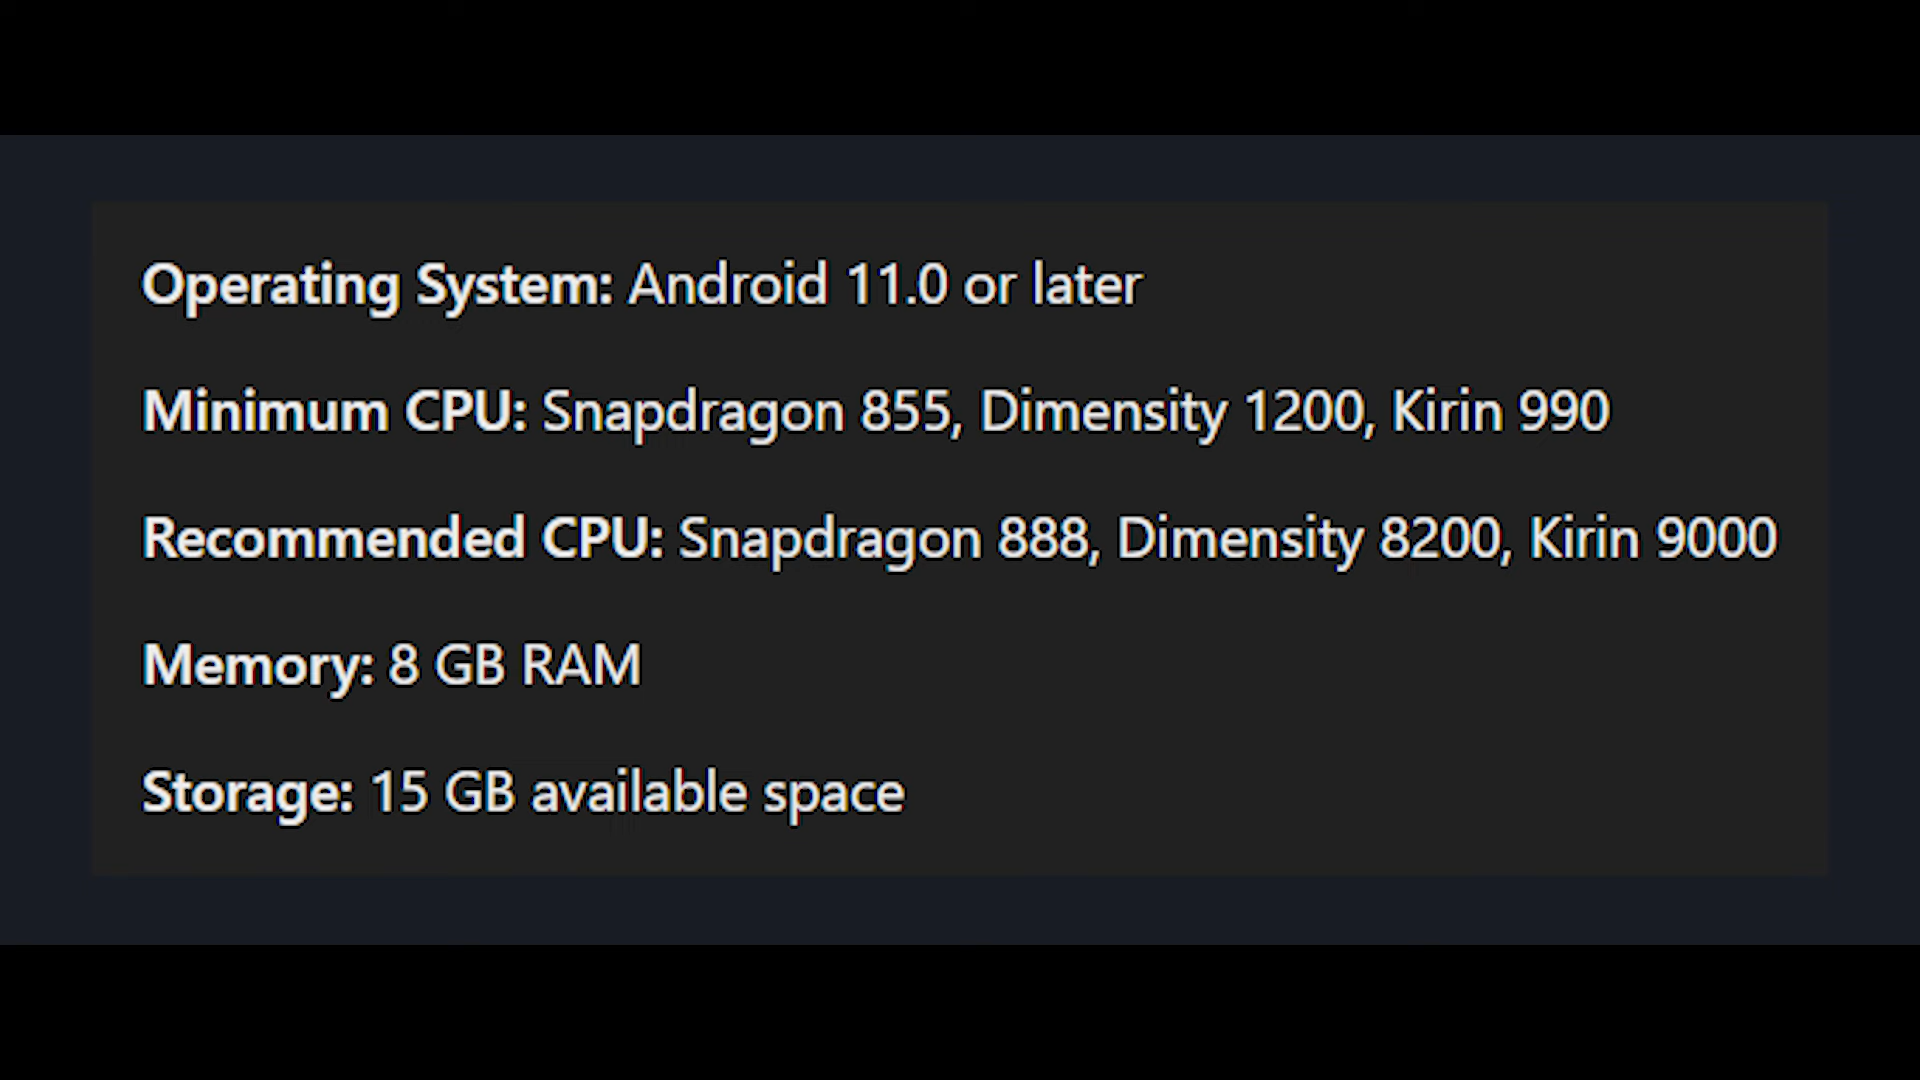 Operating System: Android 11.0 or later
Minimum CPU: Snapdragon 855, Dimensity 1200, Kirin 990
Recommended CPU: Snapdragon 888, Dimensity 8200, Kirin 9000
Memory: 8 GB RAM
Storage: 15 GB available space